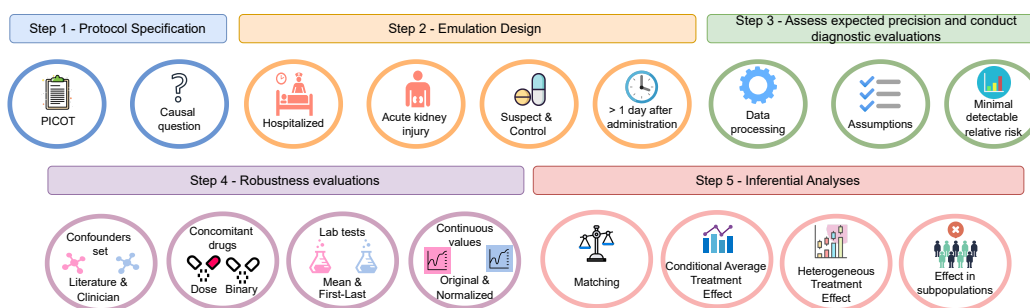 Step 1 - Protocol Specification
Step 2 - Emulation Design
Step 3 - Assess expected precision and conduct
diagnostic evaluations
PICOT
Causal
question
Hospitalized
Acute kidney
injury
Suspect &
Control
> 1 day after
administration
Data
processing
Assumptions
Minimal
detectable
relative risk
Step 4 - Robustness evaluations
Step 5 - Inferential Analyses
Confounders
set
Literature &
Clinician
Concomitant
drugs
Dose Binary
Lab tests
Mean &
First-Last
Continuous
values
Original &
Normalized
Matching
Conditional Average
Treatment
Effect
Heterogeneous
Treatment
Effect
Effect in
subpopulations